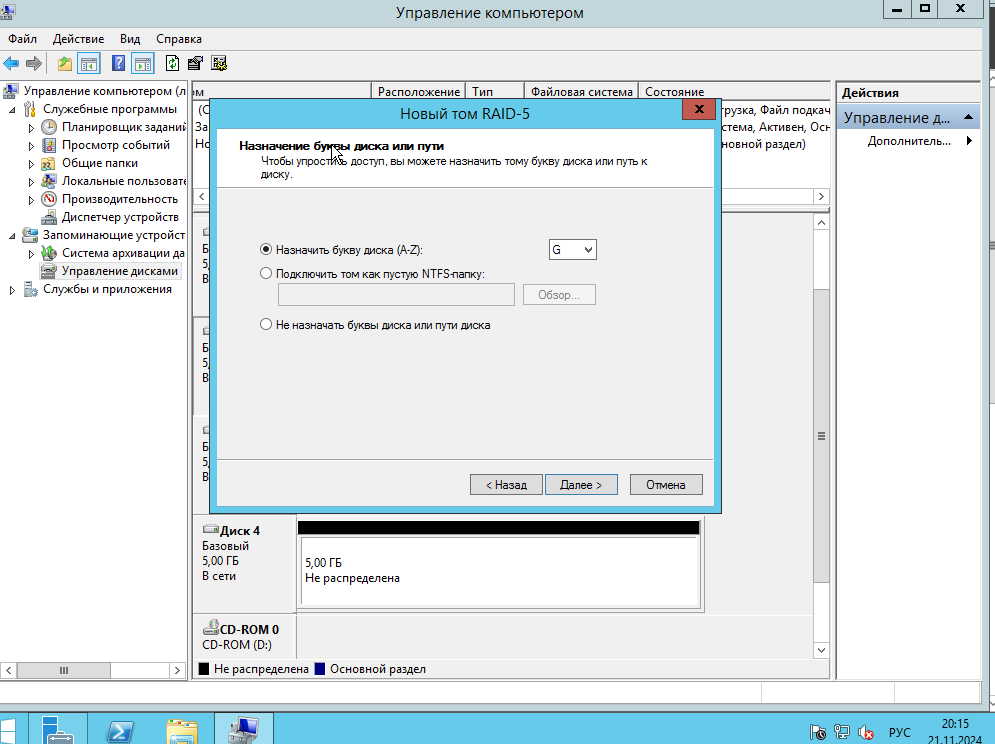 Управление компьютером
Файл Действие Вид Справка
Управление компьютером (л
Служебные программы
Планировщик заданий
Просмотр событий
Общие папки
Локальные пользовате
Производительность
Диспетчер устройств
Запоминающие устройст
Система архивации да
Управление дисками
Службы и приложения
ом Расположение Тип Файловая система Состояние
(C
За
Но
грузка, Файл подкач
стема, Активен, Осн
новной раздел)
Действия
Управление д...
Дополнитель...
Новый том RAID-5
x
Назначение буквы диска или пути
Чтобы упростить доступ, вы можете назначить тому букву диска или путь к
диску.
Назначить букву диска (A-Z): G
Подключить том как пустую NTFS-папку:
Обзор...
Не назначать буквы диска или пути диска
< Назад Далее > Отмена
Б
5,
В
Б
5,
В
Б
5,
В
Диск 4
Базовый
5,00 ГБ
В сети
5,00 ГБ
Не распределена
CD-ROM 0
CD-ROM (D:)
Не распределена Основной раздел
РУС
20:15
21.11.2024